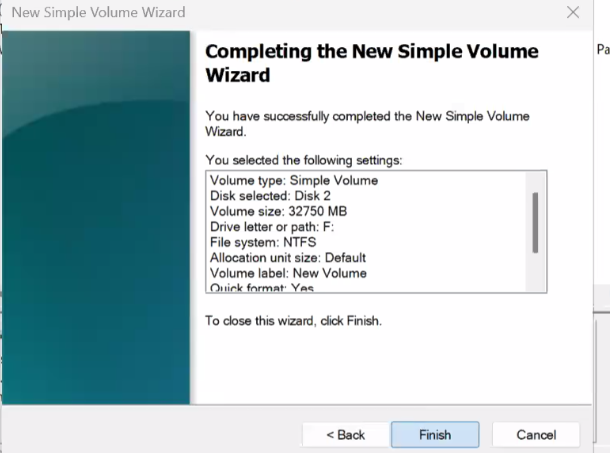 New Simple Volume Wizard
Completing the New Simple Volume
Wizard
You have successfully completed the New Simple Volume
Wizard.
You selected the following settings:
Volume type: Simple Volume
Disk selected: Disk 2
Volume size: 32750 MB
Drive letter or path: F:
File system: NTFS
Allocation unit size: Default
Volume label: New Volume
Quick format: Yes
To close this wizard, click Finish.
< Back
Finish
Cancel
Pa